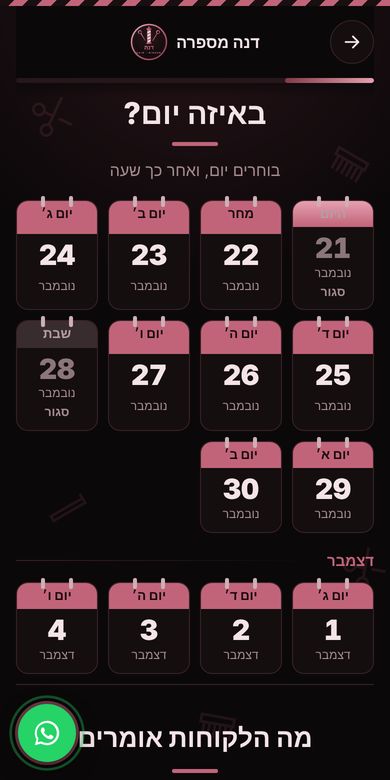 דנה מספרה
דנה
באיזה יום?
בוחרים יום, ואחר כך שעה
היום
21
נובמבר
סגור
מחר
22
נובמבר
יום ב׳
23
נובמבר
יום ג׳
24
נובמבר
יום ד׳
25
נובמבר
יום ה׳
26
נובמבר
יום ו׳
27
נובמבר
שבת
28
נובמבר
סגור
יום א׳
29
נובמבר
יום ב׳
30
נובמבר
דצמבר
יום ג׳
1
דצמבר
יום ד׳
2
דצמבר
יום ה׳
3
דצמבר
יום ו׳
4
דצמבר
מה הלקוחות אומרים